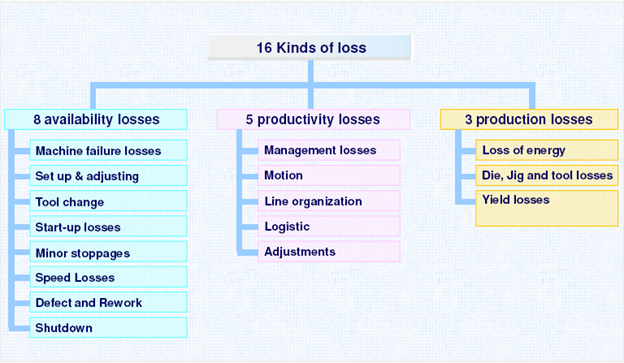 16 Kinds of loss
8 availability losses
Machine failure losses
Set up & adjusting
Tool change
Start-up losses
Minor stoppages
Speed Losses
Defect and Rework
Shutdown
5 productivity losses
Management losses
Motion
Line organization
Logistic
Adjustments
3 production losses
Loss of energy
Die, Jig and tool losses
Yield losses